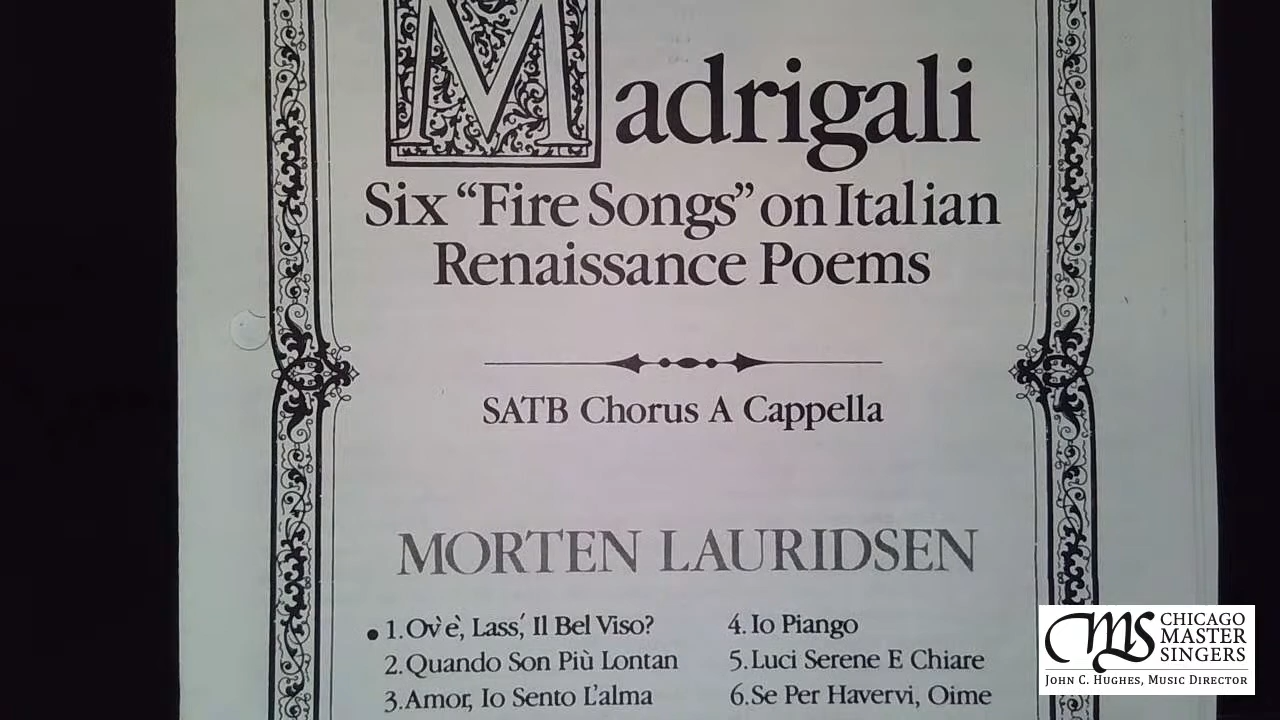 Madrigali
Six “Fire Songs” on Italian
Renaissance Poems
SATB Chorus A Cappella
MORTEN LAURIDSEN
• 1. Ov'è, Lass', Il Bel Viso?
2. Quando Son Più Lontan
3. Amor, Io Sento L'alma
4. Io Piango
5. Luci Serene E Chiare
6. Se Per Havervi, Oime
CMS
CHICAGO
MASTER
SINGERS
JOHN C. HUGHES, MUSIC DIRECTOR